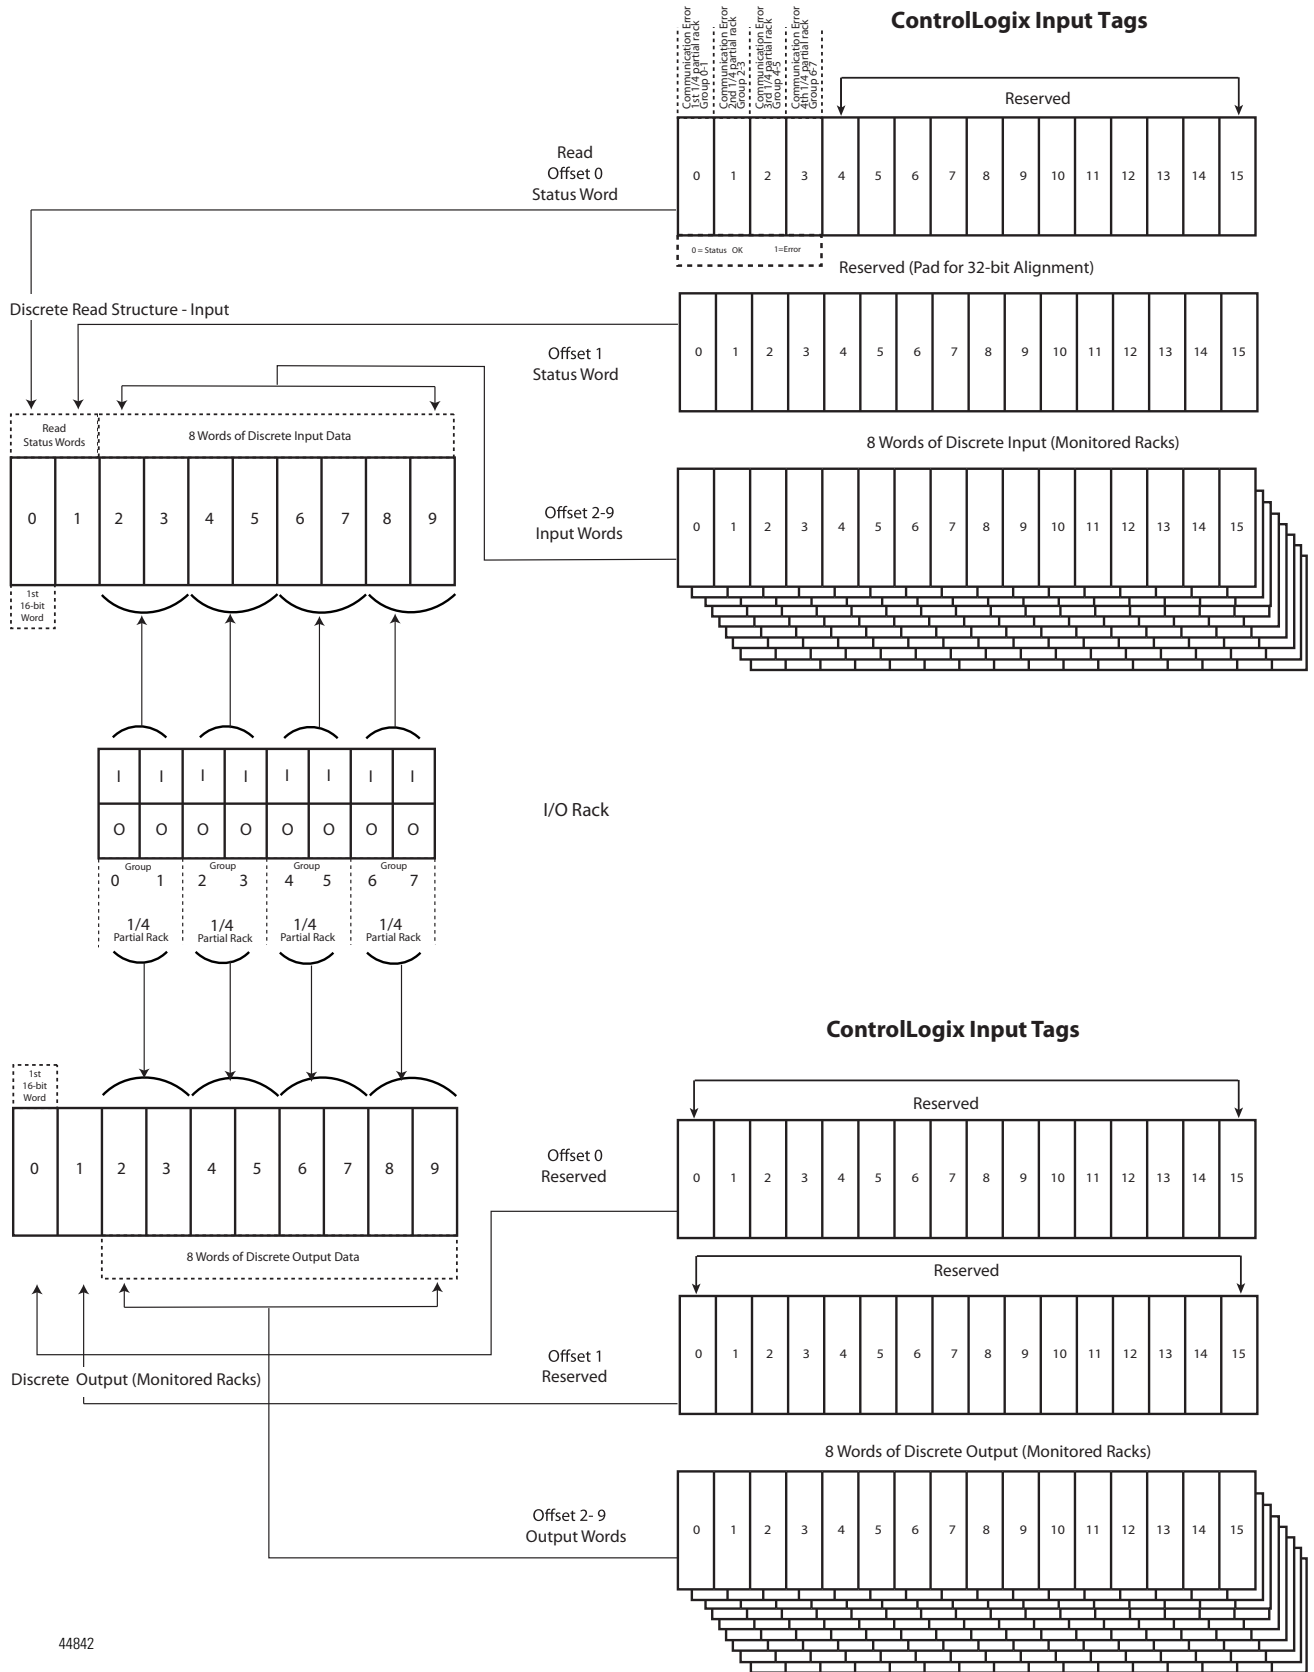 ControlLogix Input Tags
Communication Error
1st 1/4 partial rack
Group 0-1
Communication Error
2nd 1/4 partial rack
Group 2-3
Communication Error
3rd 1/4 partial rack
Group 4-5
Communication Error
4th 1/4 partial rack
Group 6-7
Reserved
Read
Offset 0
Status Word
0 1 2 3 4 5 6 7 8 9 10 11 12 13 14 15
0 = Status OK 1=Error
Reserved (Pad for 32-bit Alignment)
Discrete Read Structure - Input
Offset 1
Status Word
0 1 2 3 4 5 6 7 8 9 10 11 12 13 14 15
Read
Status Words
8 Words of Discrete Input Data
8 Words of Discrete Input (Monitored Racks)
0 1 2 3 4 5 6 7 8 9
Offset 2-9
Input Words
0 1 2 3 4 5 6 7 8 9 10 11 12 13 14 15
1st
16-bit
Word
I I I I I I I I
O O O O O O O O
I/O Rack
Group Group Group Group
0 1 2 3 4 5 6 7
1/4 1/4 1/4 1/4
Partial Rack Partial Rack Partial Rack Partial Rack
ControlLogix Input Tags
1st
16-bit
Word
Reserved
0 1 2 3 4 5 6 7 8 9
Offset 0
Reserved
0 1 2 3 4 5 6 7 8 9 10 11 12 13 14 15
8 Words of Discrete Output Data
Reserved
Offset 1
Reserved
0 1 2 3 4 5 6 7 8 9 10 11 12 13 14 15
Discrete Output (Monitored Racks)
8 Words of Discrete Output (Monitored Racks)
Offset 2- 9
Output Words
0 1 2 3 4 5 6 7 8 9 10 11 12 13 14 15
44842